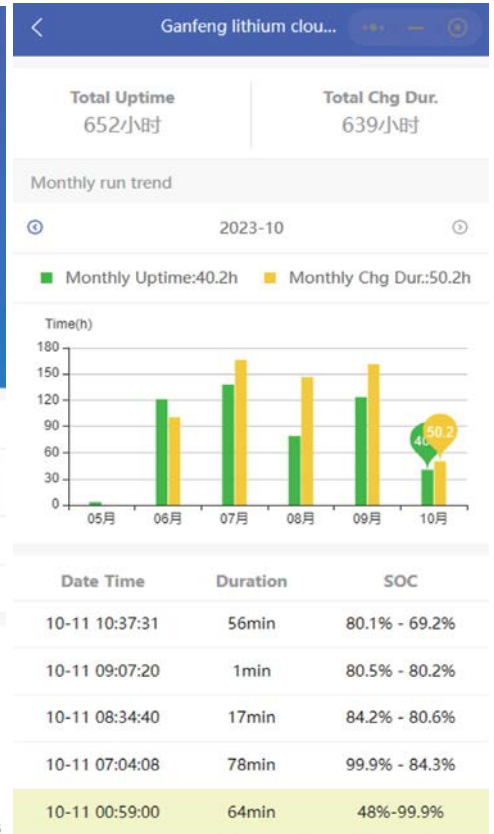 Ganfeng lithium clou...
Total Uptime Total Chg Dur.
652小时 639小时
Monthly run trend
2023-10
Monthly Uptime:40.2h Monthly Chg Dur.:50.2h
Time(h)
180
150
120
90
60
30
0
40 50.2
05月 06月 07月 08月 09月 10月
Date Time Duration SOC
10-11 10:37:31 56min 80.1% - 69.2%
10-11 09:07:20 1min 80.5% - 80.2%
10-11 08:34:40 17min 84.2% - 80.6%
10-11 07:04:08 78min 99.9% - 84.3%
10-11 00:59:00 64min 48%-99.9%